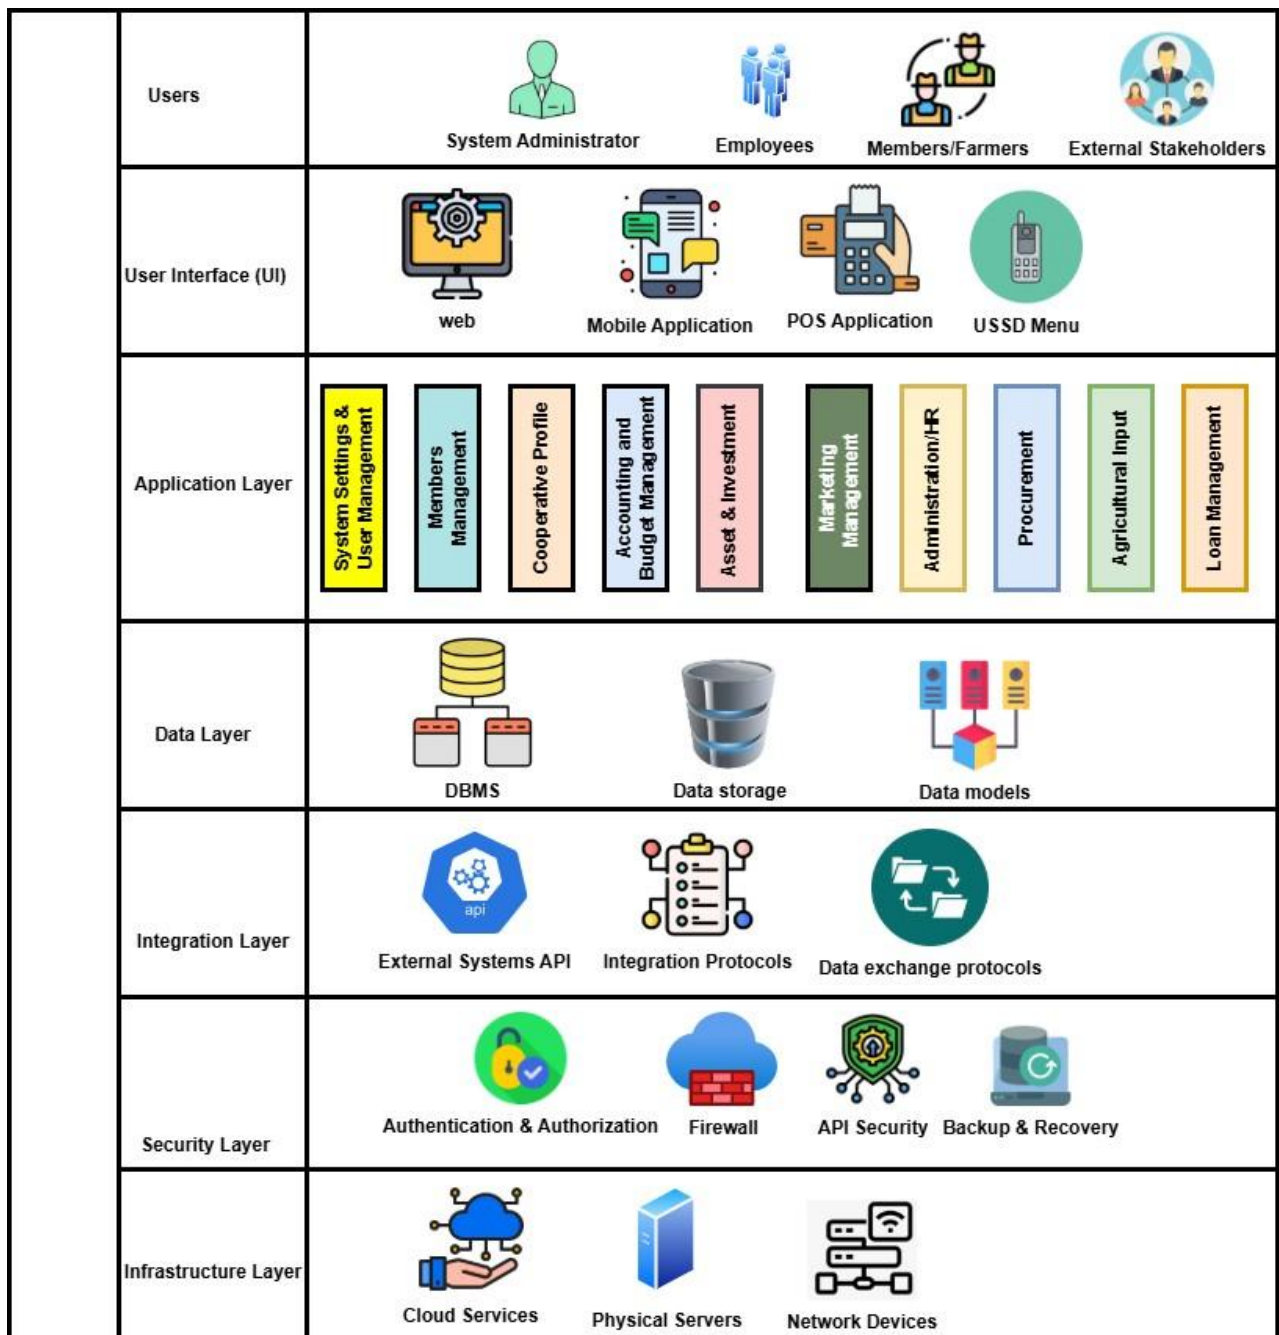 Users
System Administrator
Employees
Members/Farmers
External Stakeholders
User Interface (UI)
web
Mobile Application
POS Application
USSD Menu
Application Layer
System Settings &
User Management
Members
Management
Cooperative Profile
Accounting and
Budget Management
Asset & Investment
Marketing
Management
Administration/HR
Procurement
Agricultural Input
Loan Management
Data Layer
DBMS
Data storage
Data models
Integration Layer
api
External Systems API
Integration Protocols
Data exchange protocols
Security Layer
Authentication & Authorization
Firewall
API Security
Backup & Recovery
Infrastructure Layer
Cloud Services
Physical Servers
Network Devices